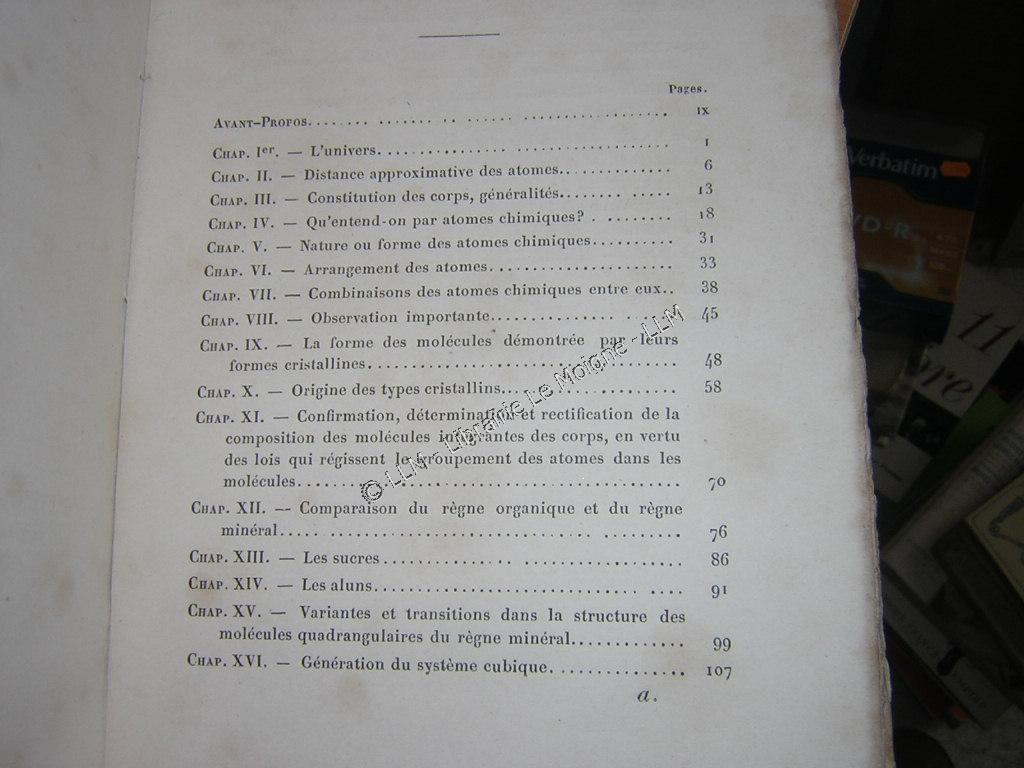 Pages.
Avant-Propos. ix
Chap. Ier. — L'univers. 1
Chap. II. — Distance approximative des atomes. 6
Chap. III. — Constitution des corps, généralités. 13
Chap. IV. — Qu'entend-on par atomes chimiques? 18
Chap. V. — Nature ou forme des atomes chimiques. 31
Chap. VI. — Arrangement des atomes. 33
Chap. VII. — Combinaisons des atomes chimiques entre eux. 38
Chap. VIII. — Observation importante. 45
Chap. IX. — La forme des molécules démontrée par leurs
formes cristallines. 48
Chap. X. — Origine des types cristallins. 58
Chap. XI. — Confirmation, détermination et rectification de la
composition des molécules intégrantes des corps, en vertu
des lois qui régissent le groupement des atomes dans les
molécules. 70
Chap. XII. — Comparaison du règne organique et du règne
minéral. 76
Chap. XIII. — Les sucres 86
Chap. XIV. — Les aluns. 91
Chap. XV. — Variantes et transitions dans la structure des
molécules quadrangulaires du règne minéral. 99
Chap. XVI. — Génération du système cubique. 107
a.
© LLM - Librairie Le Moigne - LLM
Verbatim
11